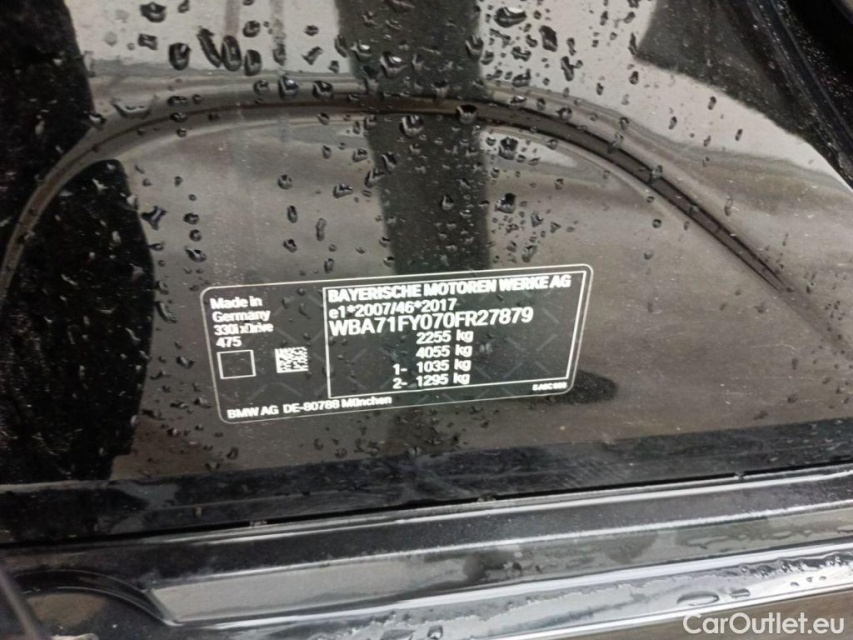 Made in
Germany
330i xDrive
475
BMW AG DE-80788 München
BAYERISCHE MOTOREN WERKE AG
e1*2007/46*2017
WBA71FY070FR27879
2255 kg
4055 kg
1- 1035 kg
2- 1295 kg
CarOutlet.eu